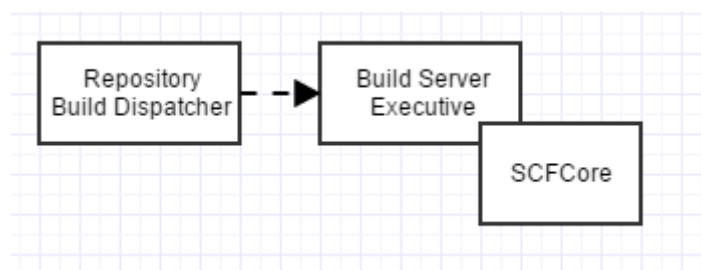 Repository
Build Dispatcher
Build Server
Executive
SCFCore